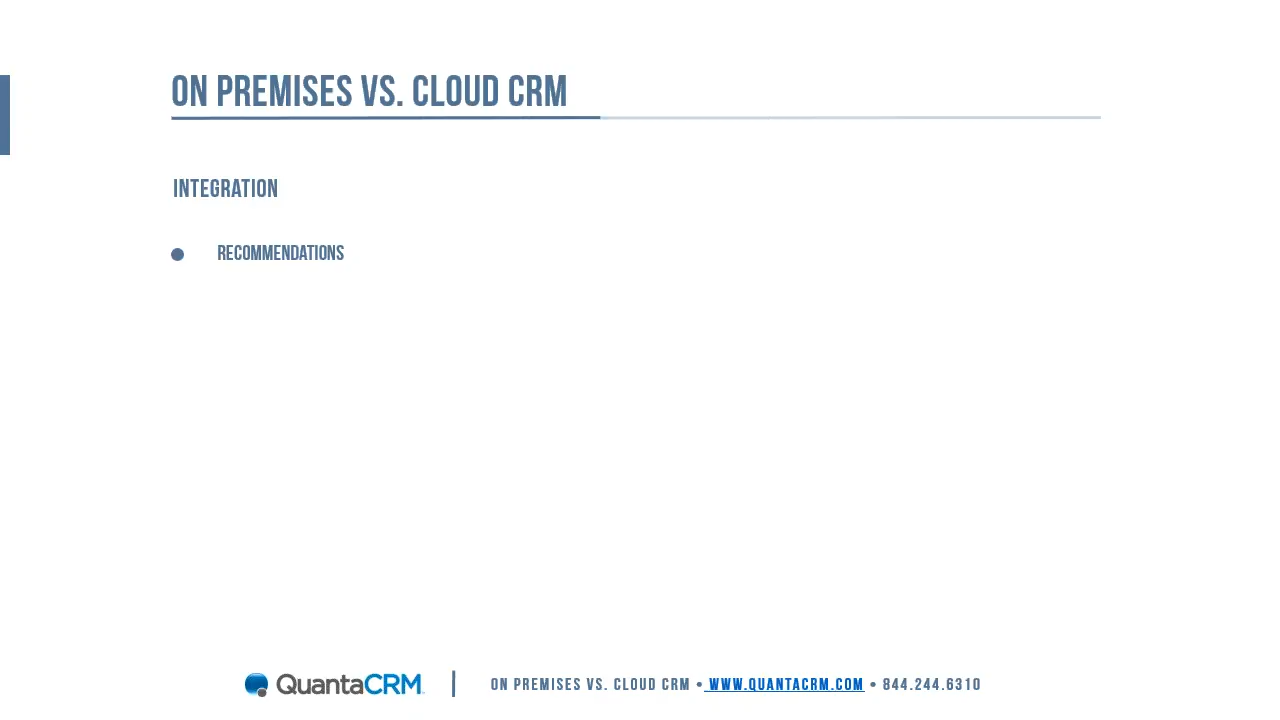 ON PREMISES VS. CLOUD CRM
INTEGRATION
● RECOMMENDATIONS
QuantaCRM
ON PREMISES VS. CLOUD CRM • WWW.QUANTACRM.COM • 844.244.6310